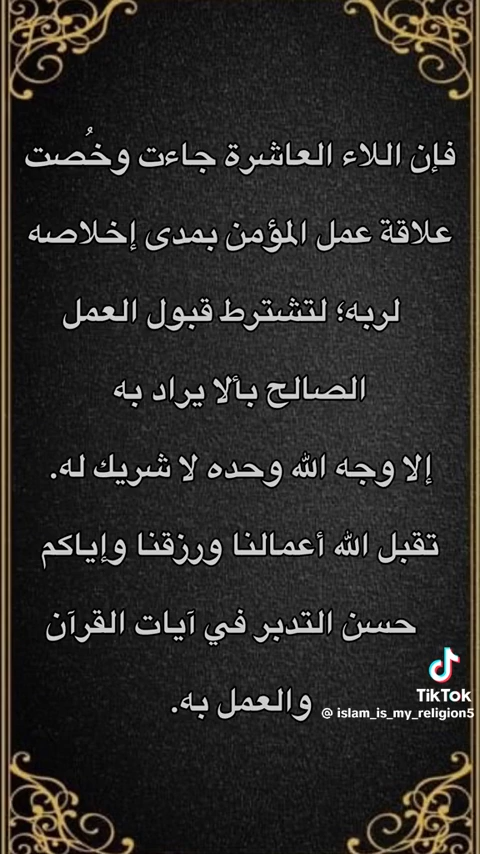 فإن اللاء العاشرة جاءت وخُصت
علاقة عمل المؤمن بمدى إخلاصه
لربه؛ لتشترط قبول العمل
الصالح بألا يراد به
إلا وجه الله وحده لا شريك له.
تقبل الله أعمالنا ورزقنا وإياكم
حسن التدبر في آيات القرآن
والعمل به.
TikTok
@ islam_is_my_religion5